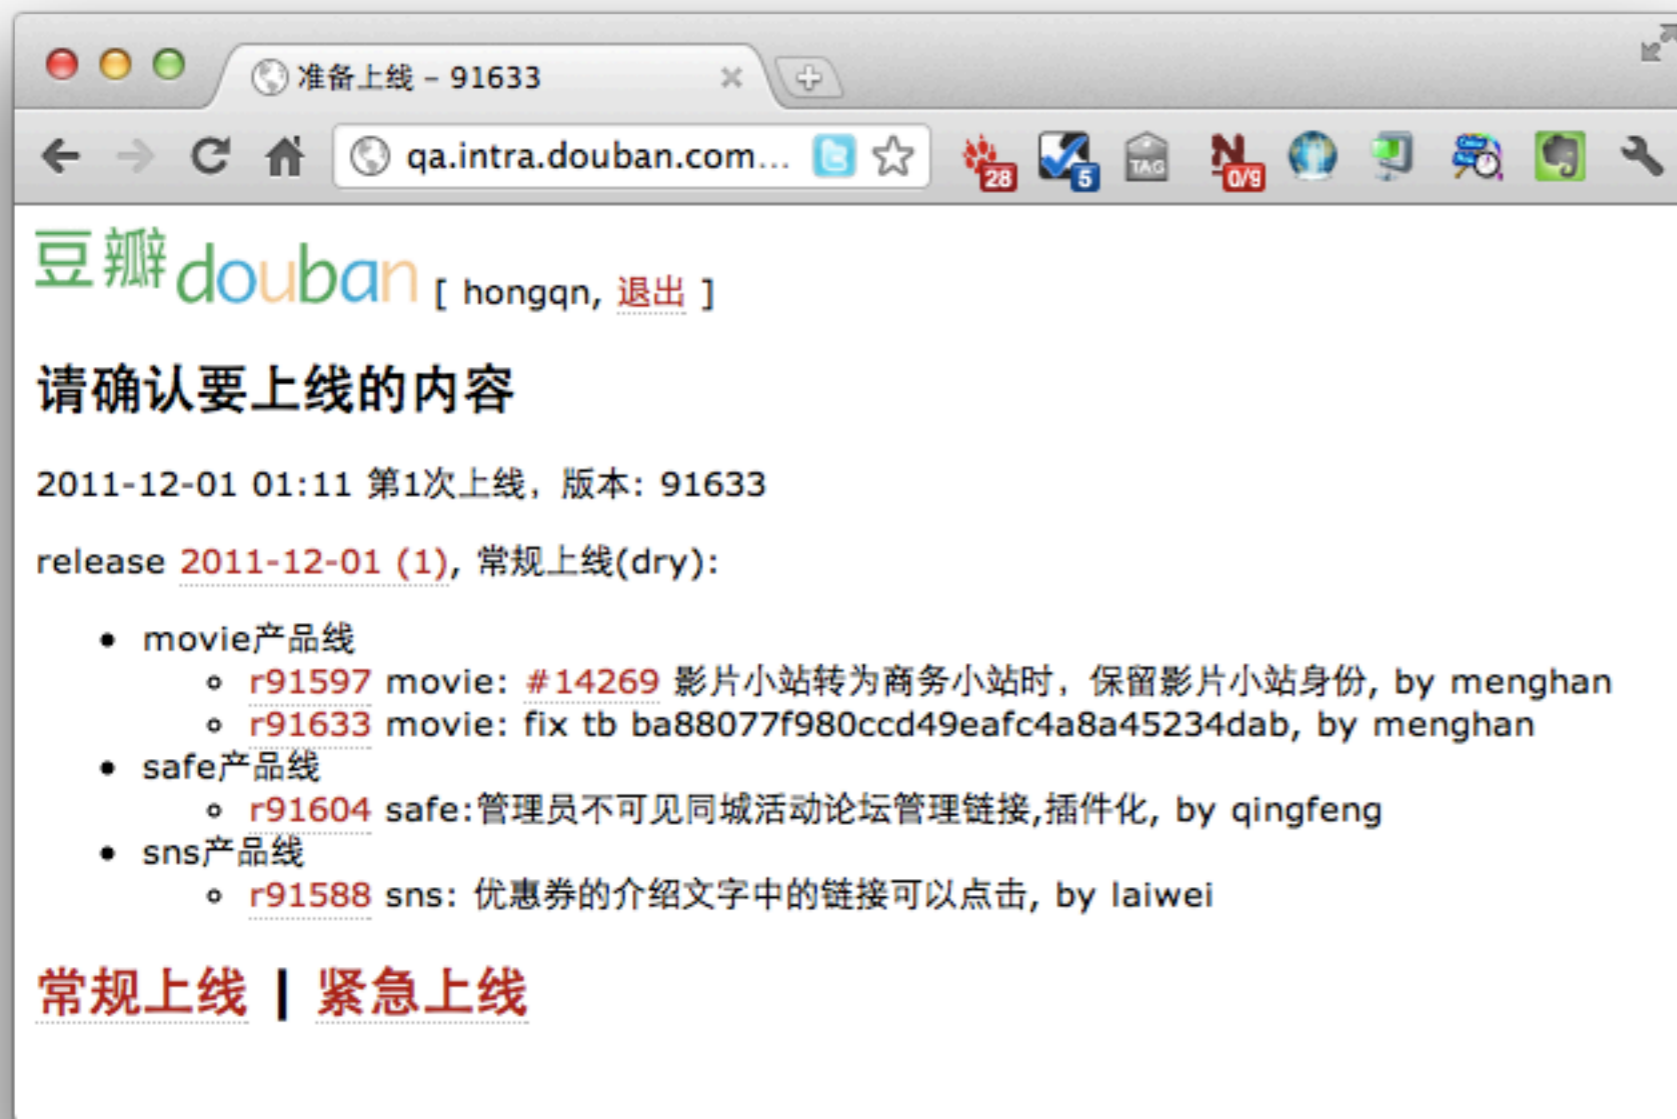 准备上线 – 91633
qa.intra.douban.com...
28
5
TAG
N
0/9
豆瓣douban [ hongqn, 退出 ]
请确认要上线的内容
2011-12-01 01:11 第1次上线，版本: 91633
release 2011-12-01 (1), 常规上线(dry):
movie产品线
r91597 movie: #14269 影片小站转为商务小站时，保留影片小站身份, by menghan
r91633 movie: fix tb ba88077f980ccd49eafc4a8a45234dab, by menghan
safe产品线
r91604 safe:管理员不可见同城活动论坛管理链接,插件化, by qingfeng
sns产品线
r91588 sns: 优惠券的介绍文字中的链接可以点击, by laiwei
常规上线 | 紧急上线